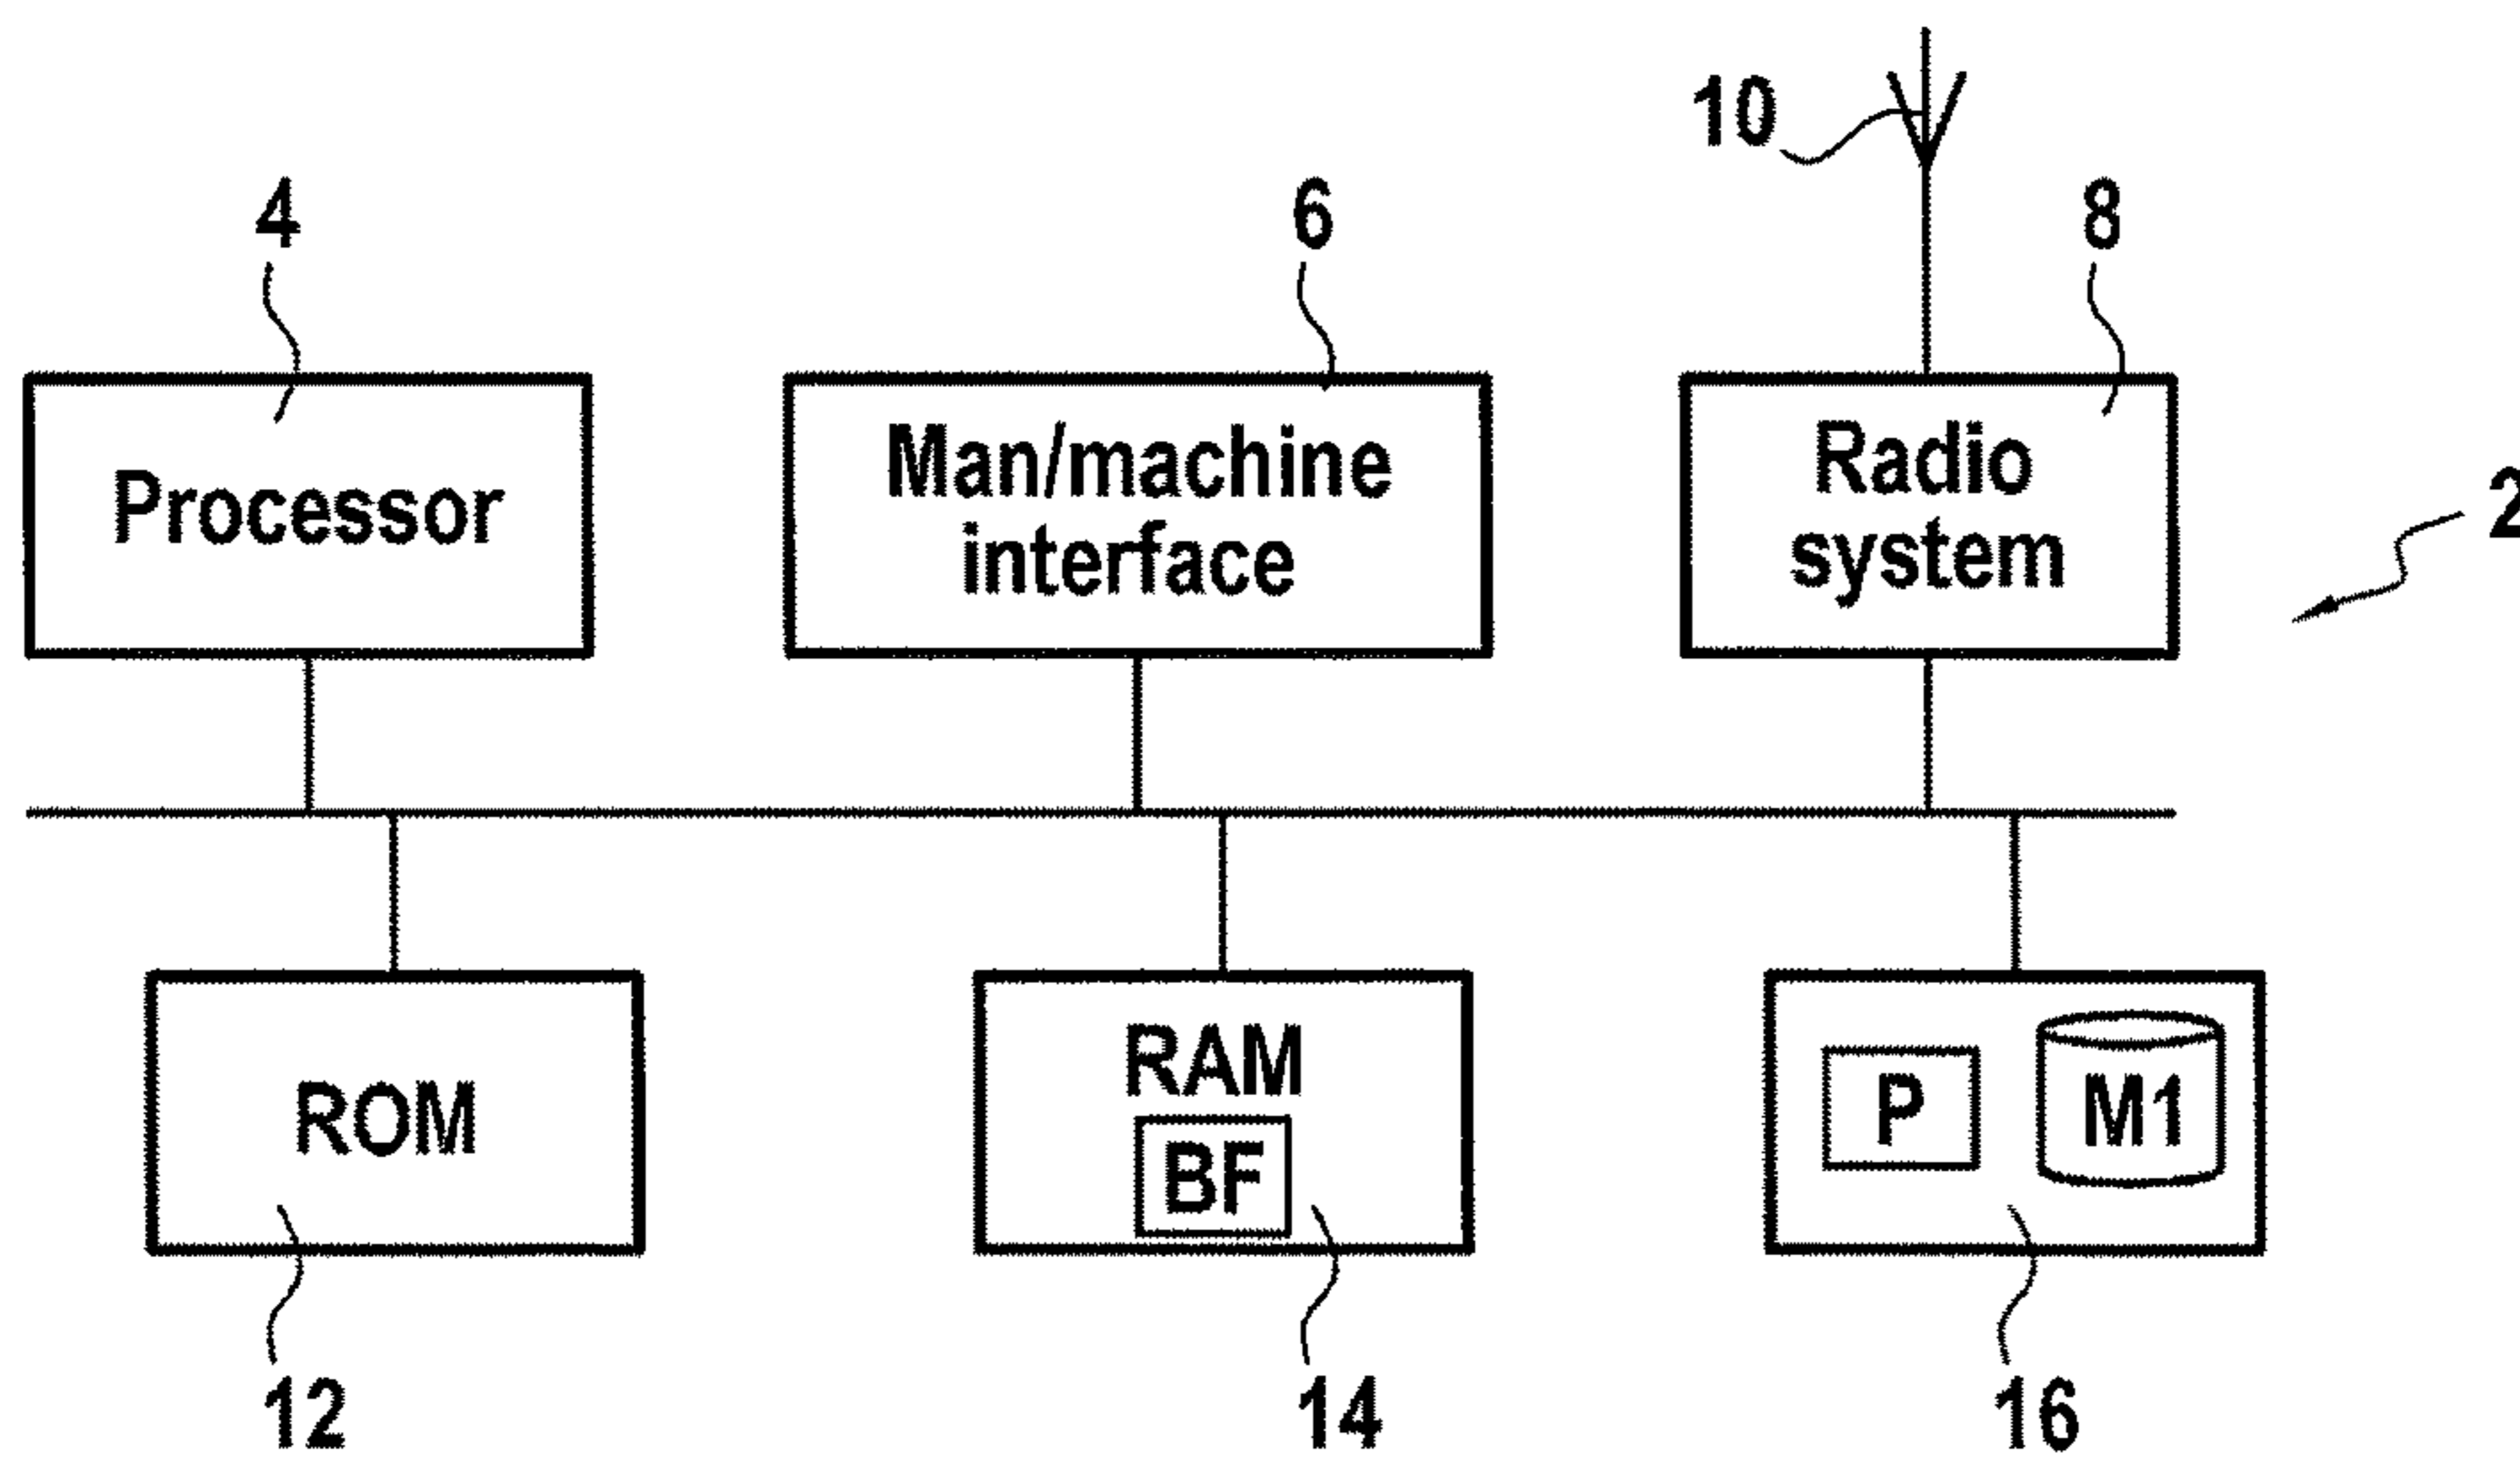 10
4
6
8
Processor
Man/machine
interface
Radio
system
2
ROM
RAM
BF
P
M1
12
14
16